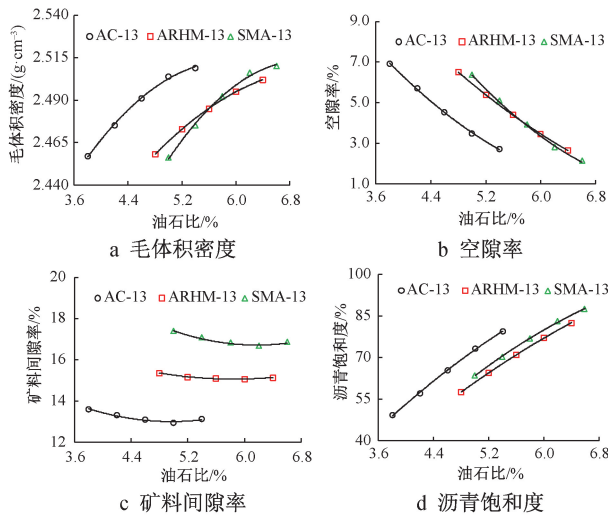 毛体积密度/(g·cm⁻³)
2.540
2.515
2.490
2.465
2.440
AC-13 ARHM-13 SMA-13
3.6 4.4 5.2 6.0 6.8
油石比/%
a 毛体积密度
空隙率/%
9.0
7.0
5.0
3.0
1.0
AC-13 ARHM-13 SMA-13
3.6 4.4 5.2 6.0 6.8
油石比/%
b 空隙率
矿料间隙率/%
20
18
16
14
12
AC-13 ARHM-13 SMA-13
3.6 4.4 5.2 6.0 6.8
油石比/%
c 矿料间隙率
沥青饱和度/%
100
85
70
55
40
AC-13 ARHM-13 SMA-13
3.6 4.4 5.2 6.0 6.8
油石比/%
d 沥青饱和度